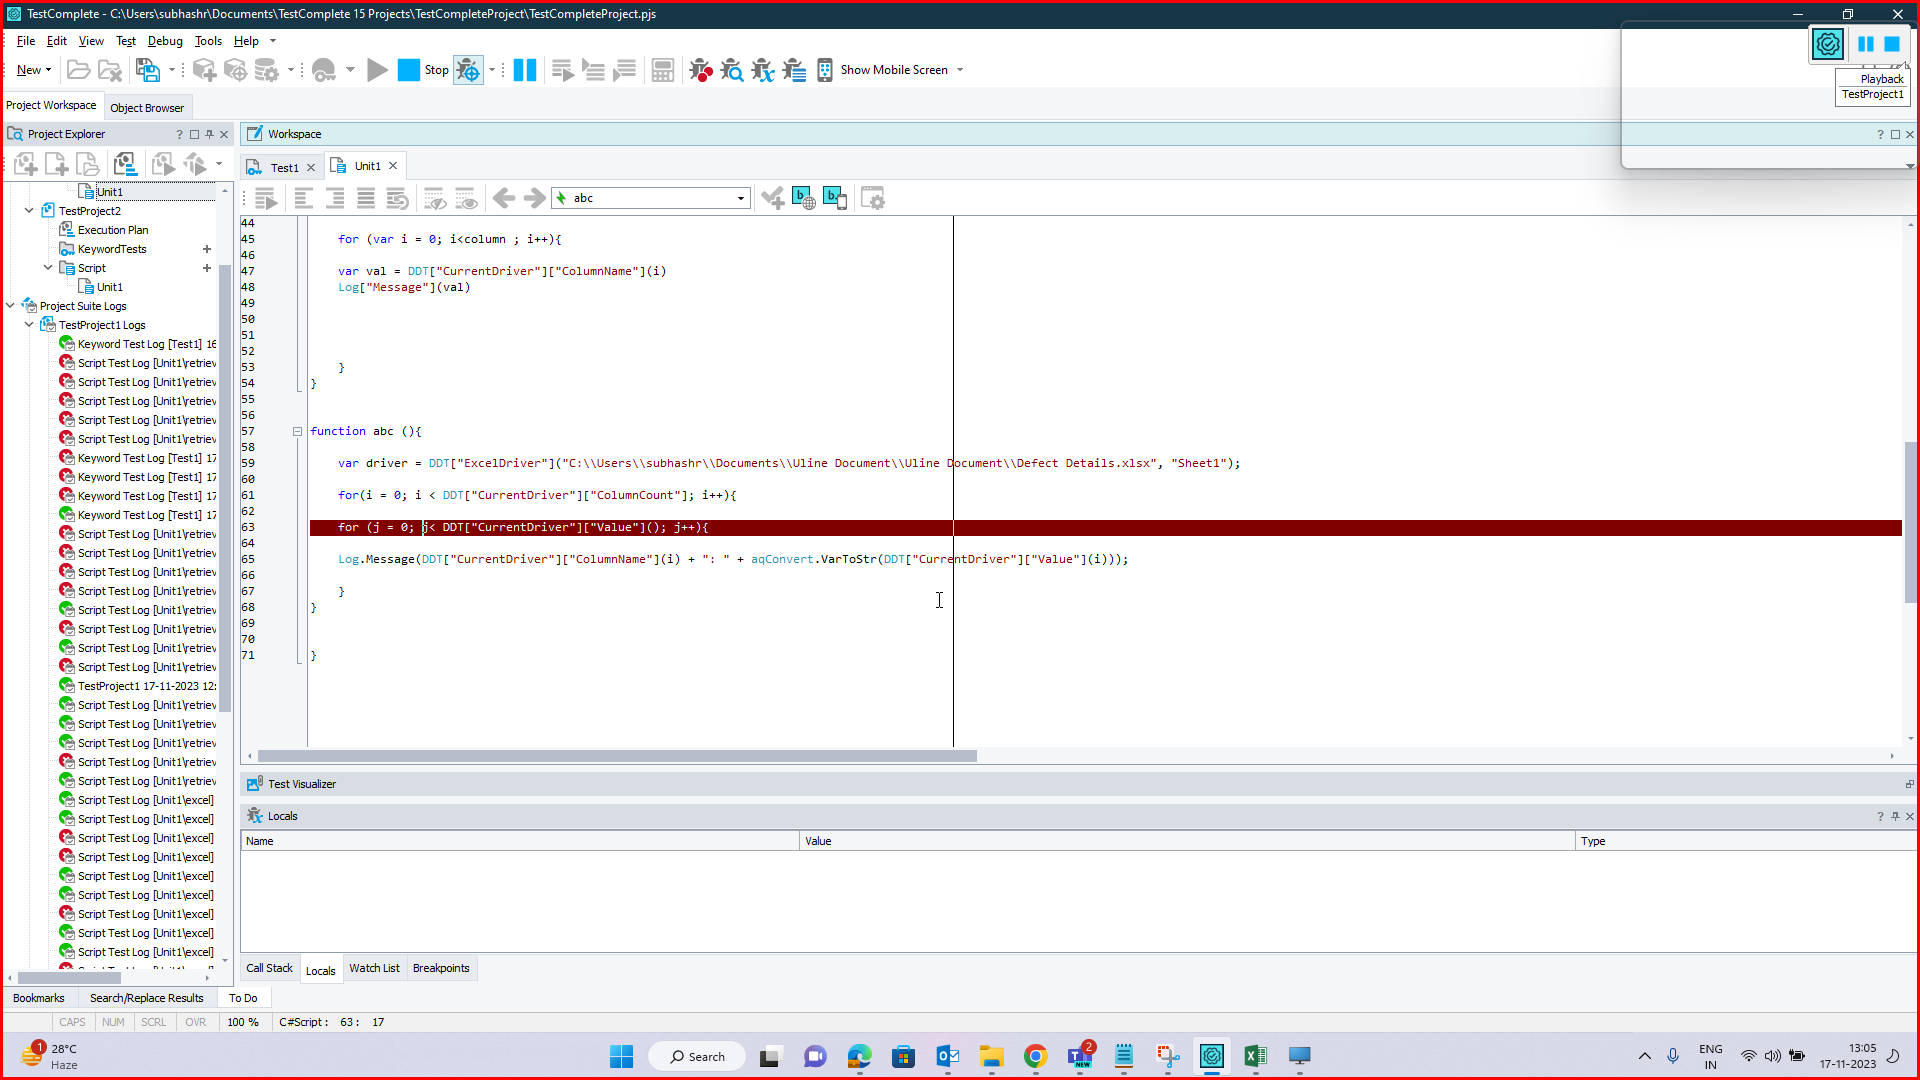 TestComplete - C:\Users\subhashr\Documents\TestComplete 15 Projects\TestCompleteProject\TestCompleteProject.pjs
File Edit View Test Debug Tools Help
New Stop Show Mobile Screen
Playback
TestProject1
Project Workspace Object Browser
Project Explorer
Workspace
Test1 Unit1
abc
Unit1
TestProject2
Execution Plan
KeywordTests
Script
Unit1
Project Suite Logs
TestProject1 Logs
Keyword Test Log [Test1] 16
Script Test Log [Unit1\retriev
Script Test Log [Unit1\retriev
Script Test Log [Unit1\retriev
Script Test Log [Unit1\retriev
Script Test Log [Unit1\retriev
Keyword Test Log [Test1] 17
Keyword Test Log [Test1] 17
Keyword Test Log [Test1] 17
Keyword Test Log [Test1] 17
Script Test Log [Unit1\retriev
Script Test Log [Unit1\retriev
Script Test Log [Unit1\retriev
Script Test Log [Unit1\retriev
Script Test Log [Unit1\retriev
Script Test Log [Unit1\retriev
Script Test Log [Unit1\retriev
Script Test Log [Unit1\retriev
TestProject1 17-11-2023 12:
Script Test Log [Unit1\retriev
Script Test Log [Unit1\retriev
Script Test Log [Unit1\retriev
Script Test Log [Unit1\retriev
Script Test Log [Unit1\retriev
Script Test Log [Unit1\excel]
Script Test Log [Unit1\excel]
Script Test Log [Unit1\excel]
Script Test Log [Unit1\excel]
Script Test Log [Unit1\excel]
Script Test Log [Unit1\excel]
Script Test Log [Unit1\excel]
Script Test Log [Unit1\excel]
Script Test Log [Unit1\excel]
44
45 for (var i = 0; i<column ; i++){
46
47 var val = DDT["CurrentDriver"]["ColumnName"](i)
48 Log["Message"](val)
49
50
51
52
53 }
54 }
55
56
57 function abc (){
58
59 var driver = DDT["ExcelDriver"]("C:\\Users\\subhashr\\Documents\\Uline Document\\Uline Document\\Defect Details.xlsx", "Sheet1");
60
61 for(i = 0; i < DDT["CurrentDriver"]["ColumnCount"]; i++){
62
63 for (j = 0; j< DDT["CurrentDriver"]["Value"](); j++){
64
65 Log.Message(DDT["CurrentDriver"]["ColumnName"](i) + ": " + aqConvert.VarToStr(DDT["CurrentDriver"]["Value"](i)));
66
67 }
68 }
69
70
71 }
Test Visualizer
Locals
Name Value Type
Call Stack Locals Watch List Breakpoints
Bookmarks Search/Replace Results To Do
CAPS NUM SCRL OVR 100 % C#Script : 63 : 17
1
28°C
Haze
Search
2
NEW
ENG
IN
13:05
17-11-2023